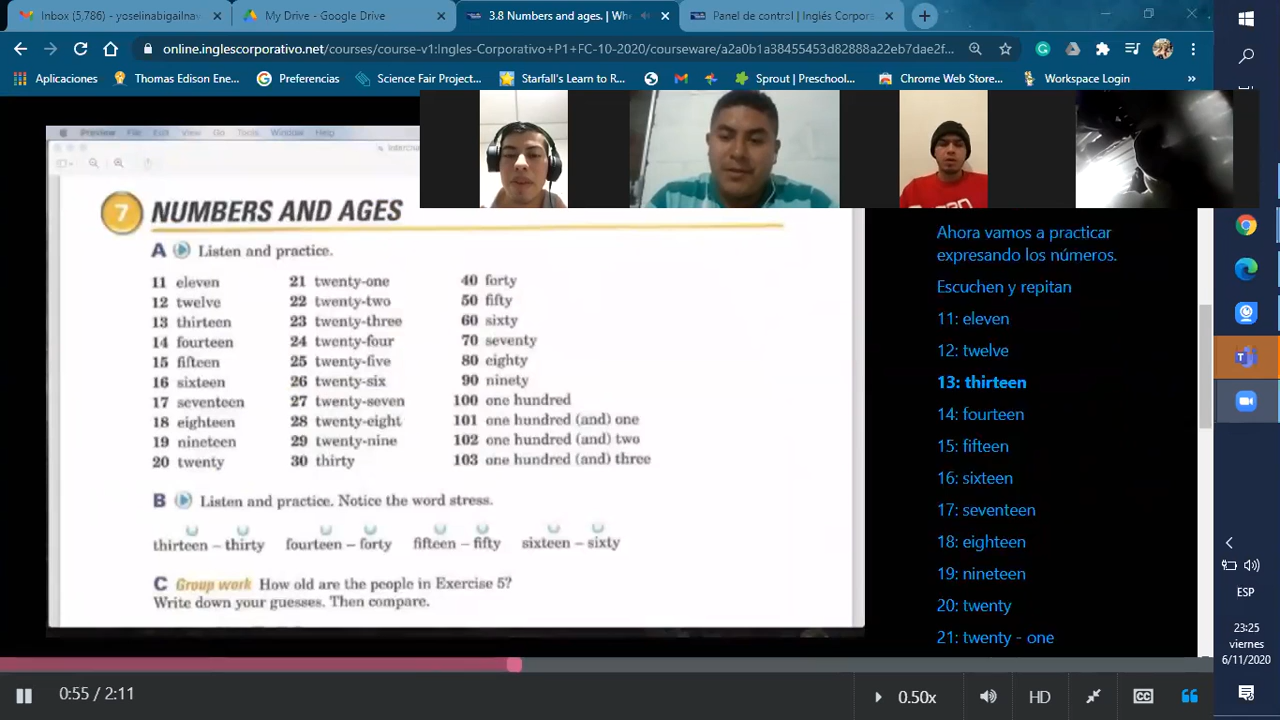 Inbox (5,786) - yoselinabigailnav
My Drive - Google Drive
3.8 Numbers and ages. | Whe
Panel de control | Inglés Corpora
online.inglescorporativo.net/courses/course-v1:Ingles-Corporativo+P1+FC-10-2020/courseware/a2a0b1a38455453d82888a22eb7dae2f...
Aplicaciones
Thomas Edison Ene...
Preferencias
Science Fair Project...
Starfall's Learn to R...
Sprout | Preschool...
Chrome Web Store...
Workspace Login
»
Preview File Edit View Go Tools Window Help
7 NUMBERS AND AGES
A Listen and practice.
11 eleven
12 twelve
13 thirteen
14 fourteen
15 fifteen
16 sixteen
17 seventeen
18 eighteen
19 nineteen
20 twenty
21 twenty-one
22 twenty-two
23 twenty-three
24 twenty-four
25 twenty-five
26 twenty-six
27 twenty-seven
28 twenty-eight
29 twenty-nine
30 thirty
40 forty
50 fifty
60 sixty
70 seventy
80 eighty
90 ninety
100 one hundred
101 one hundred (and) one
102 one hundred (and) two
103 one hundred (and) three
B Listen and practice. Notice the word stress.
thirteen – thirty fourteen – forty fifteen – fifty sixteen – sixty
C Group work How old are the people in Exercise 5?
Write down your guesses. Then compare.
Ahora vamos a practicar
expresando los números.
Escuchen y repitan
11: eleven
12: twelve
13: thirteen
14: fourteen
15: fifteen
16: sixteen
17: seventeen
18: eighteen
19: nineteen
20: twenty
21: twenty - one
0:55 / 2:11
0.50x
HD
CC
ESP
23:25
viernes
6/11/2020